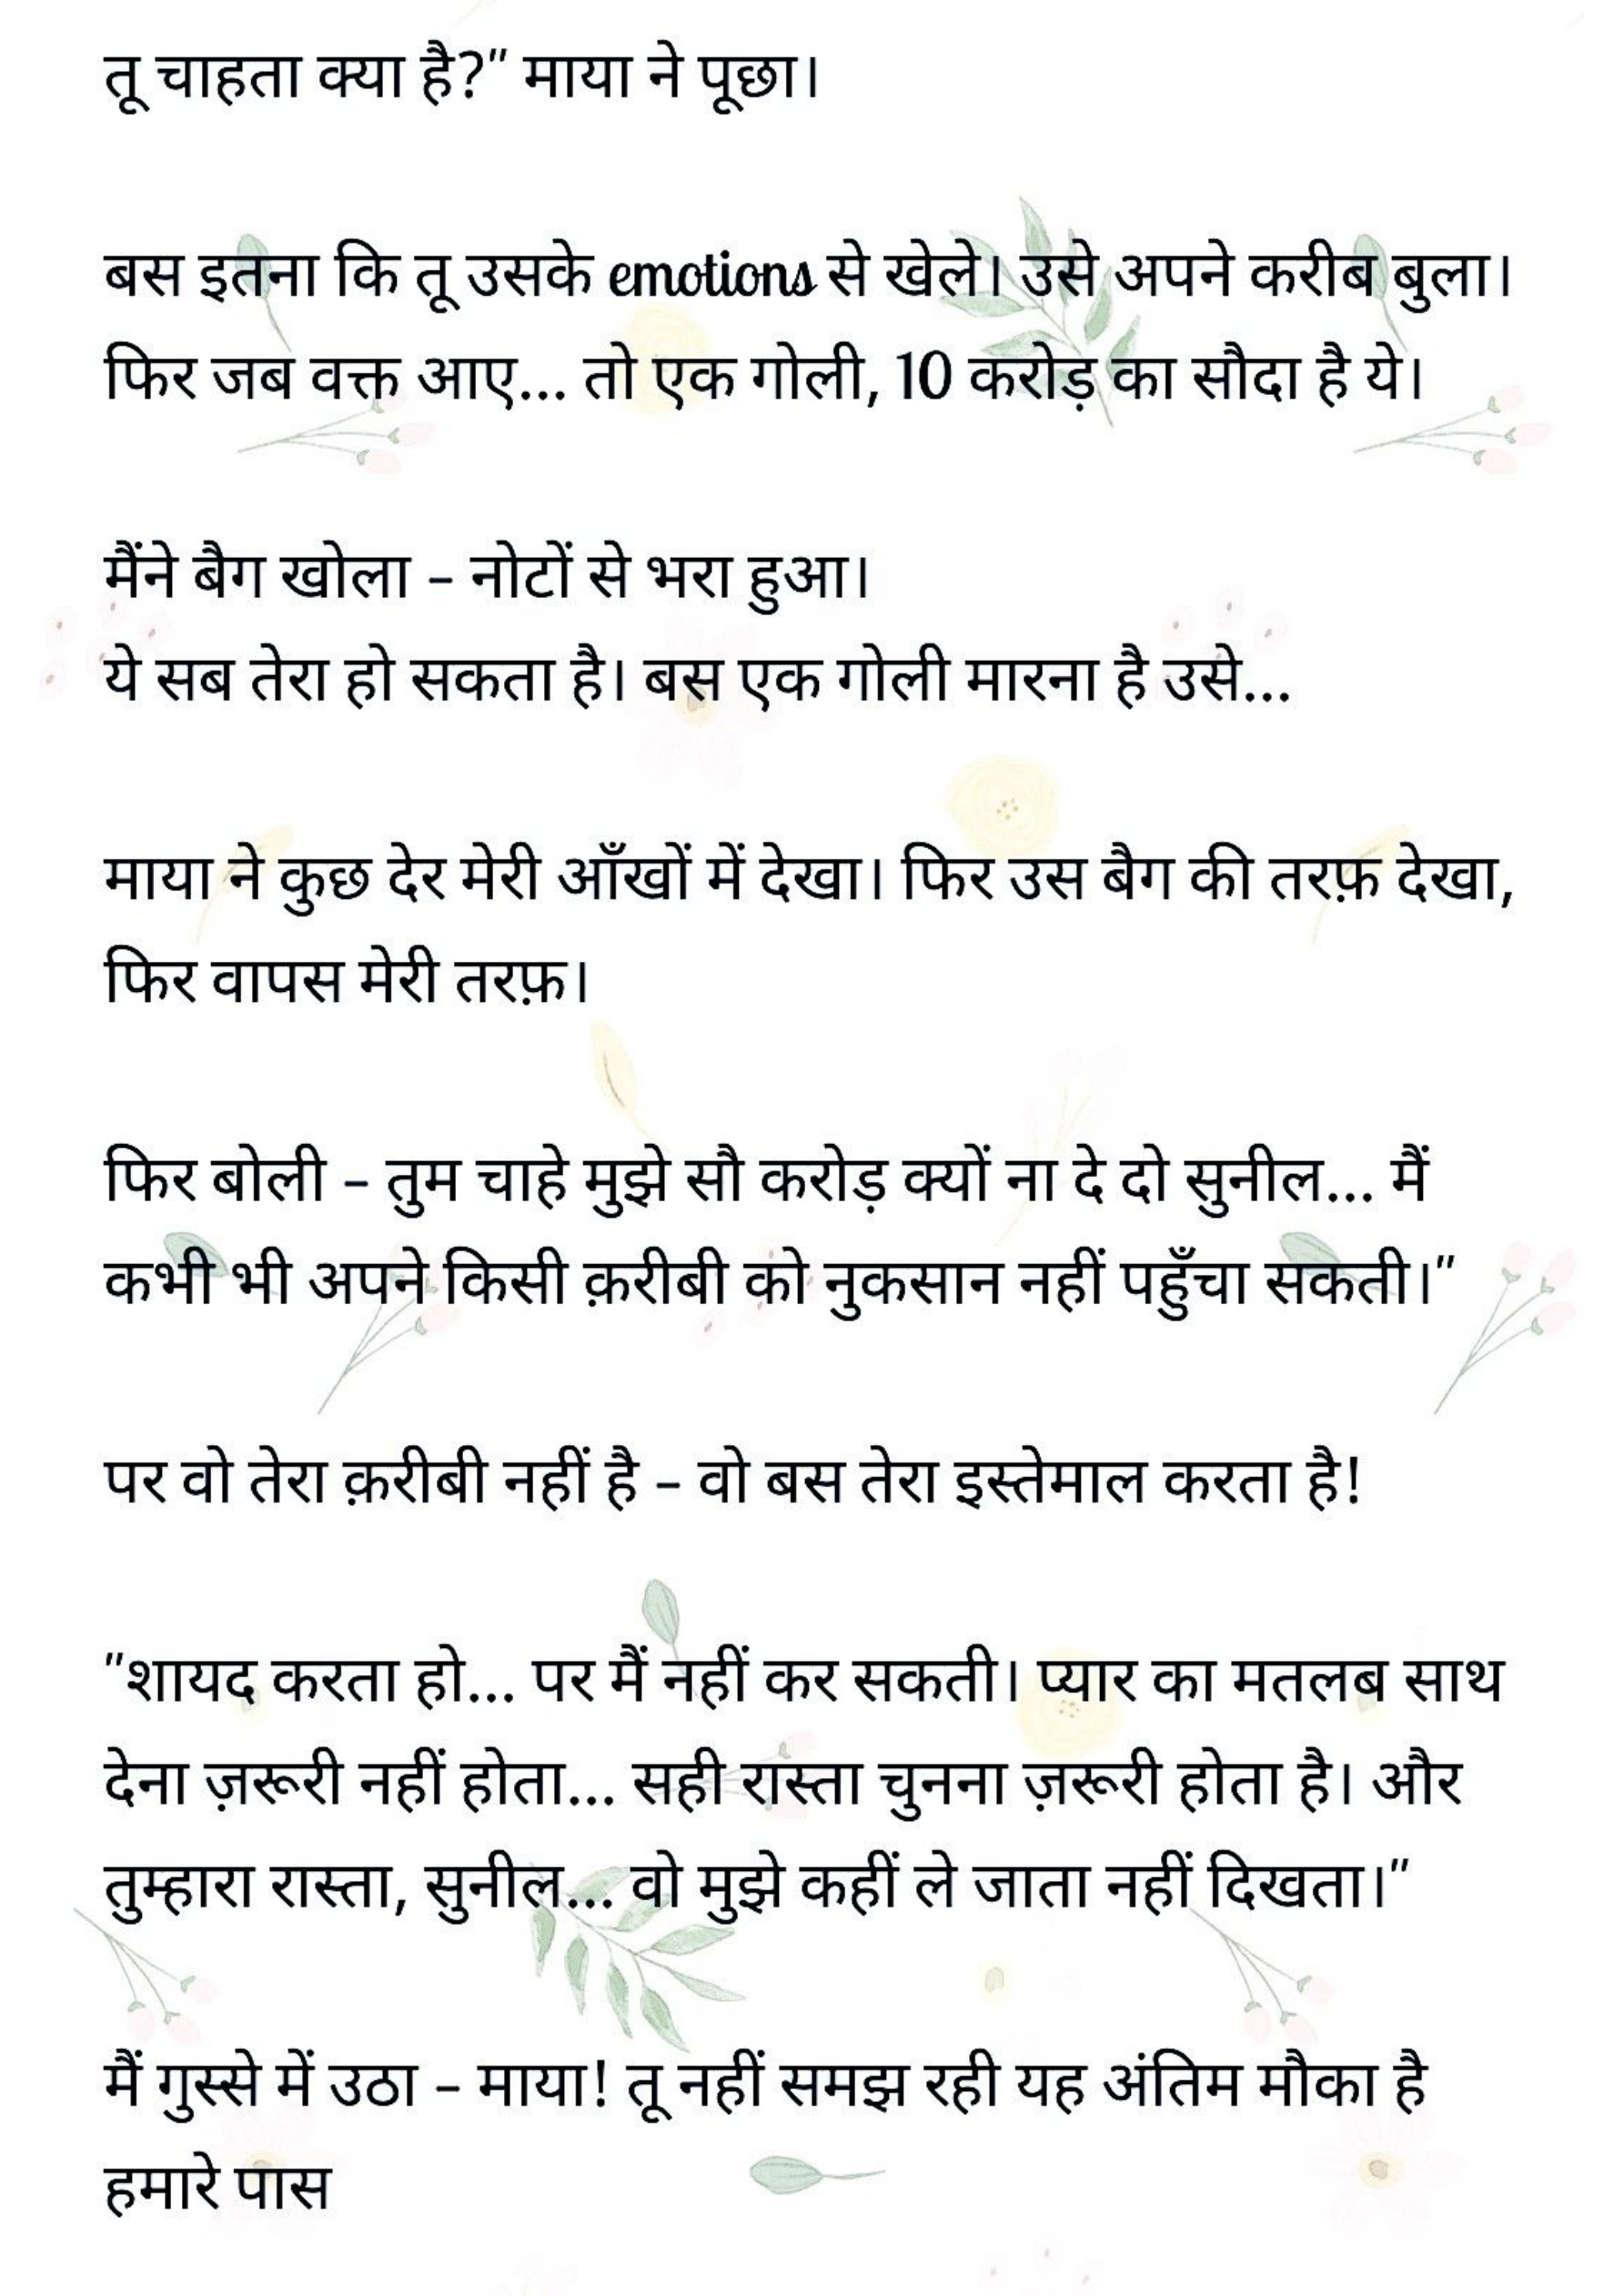 तू चाहता क्या है?" माया ने पूछा।
बस इतना कि तू उसके emotions से खेले। उसे अपने करीब बुला।
फिर जब वक्त आए... तो एक गोली, 10 करोड़ का सौदा है ये।
मैंने बैग खोला – नोटों से भरा हुआ।
ये सब तेरा हो सकता है। बस एक गोली मारना है उसे...
माया ने कुछ देर मेरी आँखों में देखा। फिर उस बैग की तरफ़ देखा,
फिर वापस मेरी तरफ़।
फिर बोली – तुम चाहे मुझे सौ करोड़ क्यों ना दे दो सुनील... मैं
कभी भी अपने किसी क़रीबी को नुकसान नहीं पहुँचा सकती।"
पर वो तेरा क़रीबी नहीं है – वो बस तेरा इस्तेमाल करता है!
"शायद करता हो... पर मैं नहीं कर सकती। प्यार का मतलब साथ
देना ज़रूरी नहीं होता... सही रास्ता चुनना ज़रूरी होता है। और
तुम्हारा रास्ता, सुनील... वो मुझे कहीं ले जाता नहीं दिखता।"
मैं गुस्से में उठा – माया! तू नहीं समझ रही यह अंतिम मौका है
हमारे पास